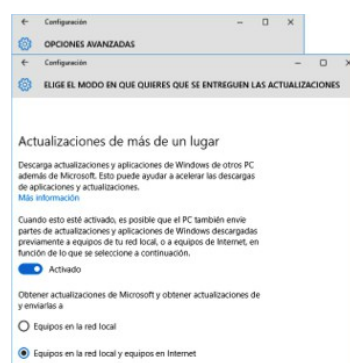 Configuración
OPCIONES AVANZADAS
Configuración
ELIGE EL MODO EN QUE QUIERES QUE SE ENTREGUEN LAS ACTUALIZACIONES
Actualizaciones de más de un lugar
Descarga actualizaciones y aplicaciones de Windows de otros PC
además de Microsoft. Esto puede ayudar a acelerar las descargas
de aplicaciones y actualizaciones.
Más información
Cuando esto esté activado, es posible que el PC también envíe
partes de actualizaciones y aplicaciones de Windows descargadas
previamente a equipos de tu red local, o a equipos de Internet, en
función de lo que se seleccione a continuación.
Activado
Obtener actualizaciones de Microsoft y obtener actualizaciones de
y enviarlas a
Equipos en la red local
Equipos en la red local y equipos en Internet